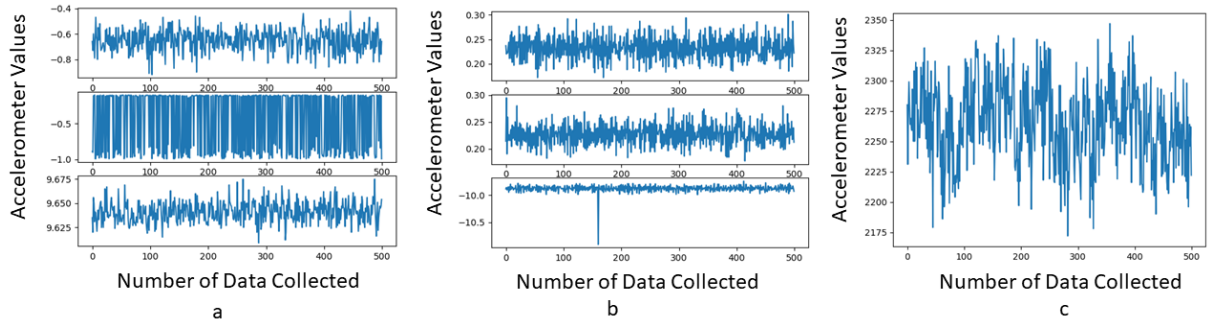 Accelerometer Values
−0.4
−0.6
−0.8
0 100 200 300 400 500
−0.5
−1.0
0 100 200 300 400 500
9.675
9.650
9.625
0 100 200 300 400 500
Number of Data Collected
a
Accelerometer Values
0.30
0.25
0.20
0 100 200 300 400 500
0.30
0.25
0.20
0 100 200 300 400 500
−10.0
−10.5
0 100 200 300 400 500
Number of Data Collected
b
Accelerometer Values
2350
2325
2300
2275
2250
2225
2200
2175
0 100 200 300 400 500
Number of Data Collected
c